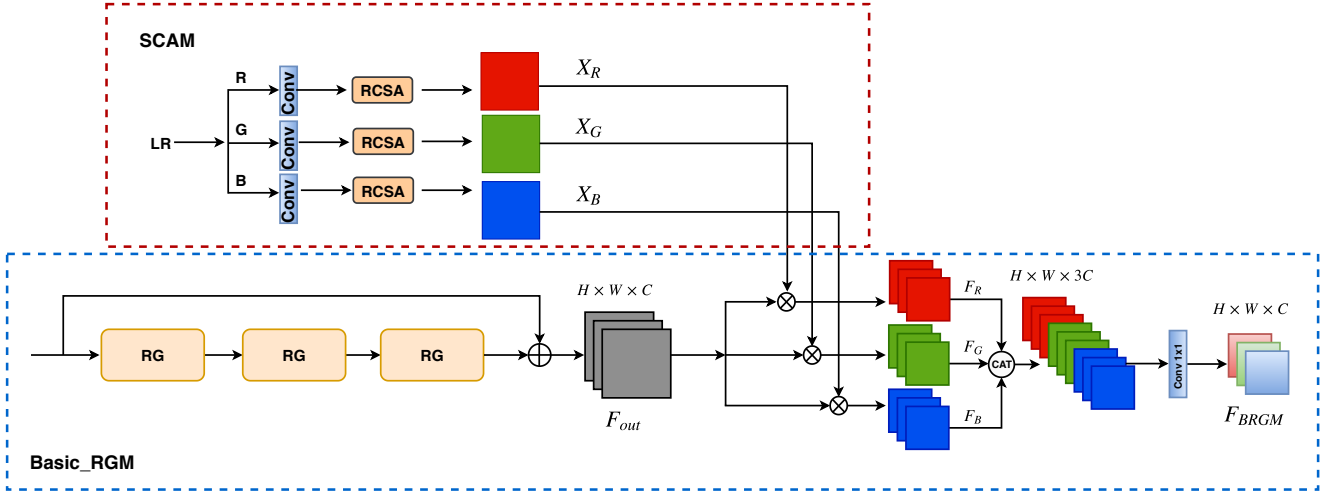 SCAM
LR
R
Conv
RCSA
X_R
G
Conv
RCSA
X_G
B
Conv
RCSA
X_B
RG
RG
RG
H × W × C
F_out
F_R
F_G
F_B
CAT
H × W × 3C
Conv 1x1
H × W × C
F_BRGM
Basic_RGM